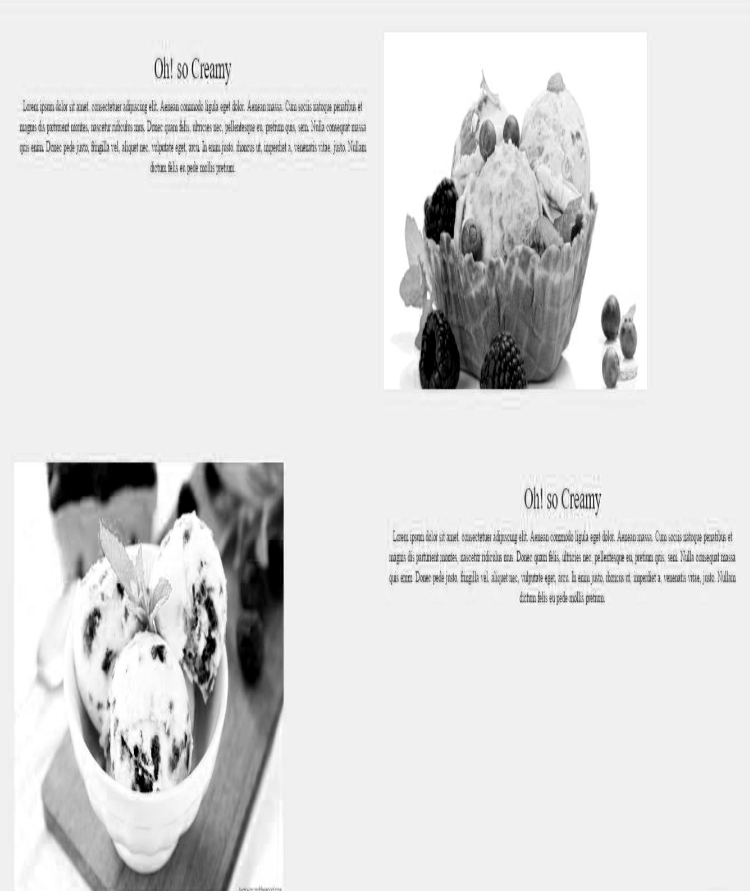 Oh! so Creamy
Lorem ipsum dolor sit amet, consectetuer adipiscing elit. Aenean commodo ligula eget dolor. Aenean massa. Cum sociis natoque penatibus et
magnis dis parturient montes, nascetur ridiculus mus. Donec quam felis, ultricies nec, pellentesque eu, pretium quis, sem. Nulla consequat massa
quis enim. Donec pede justo, fringilla vel, aliquet nec, vulputate eget, arcu. In enim justo, rhoncus ut, imperdiet a, venenatis vitae, justo. Nullam
dictum felis eu pede mollis pretium.
Oh! so Creamy
Lorem ipsum dolor sit amet, consectetuer adipiscing elit. Aenean commodo ligula eget dolor. Aenean massa. Cum sociis natoque penatibus et
magnis dis parturient montes, nascetur ridiculus mus. Donec quam felis, ultricies nec, pellentesque eu, pretium quis, sem. Nulla consequat massa
quis enim. Donec pede justo, fringilla vel, aliquet nec, vulputate eget, arcu. In enim justo, rhoncus ut, imperdiet a, venenatis vitae, justo. Nullam
dictum felis eu pede mollis pretium.